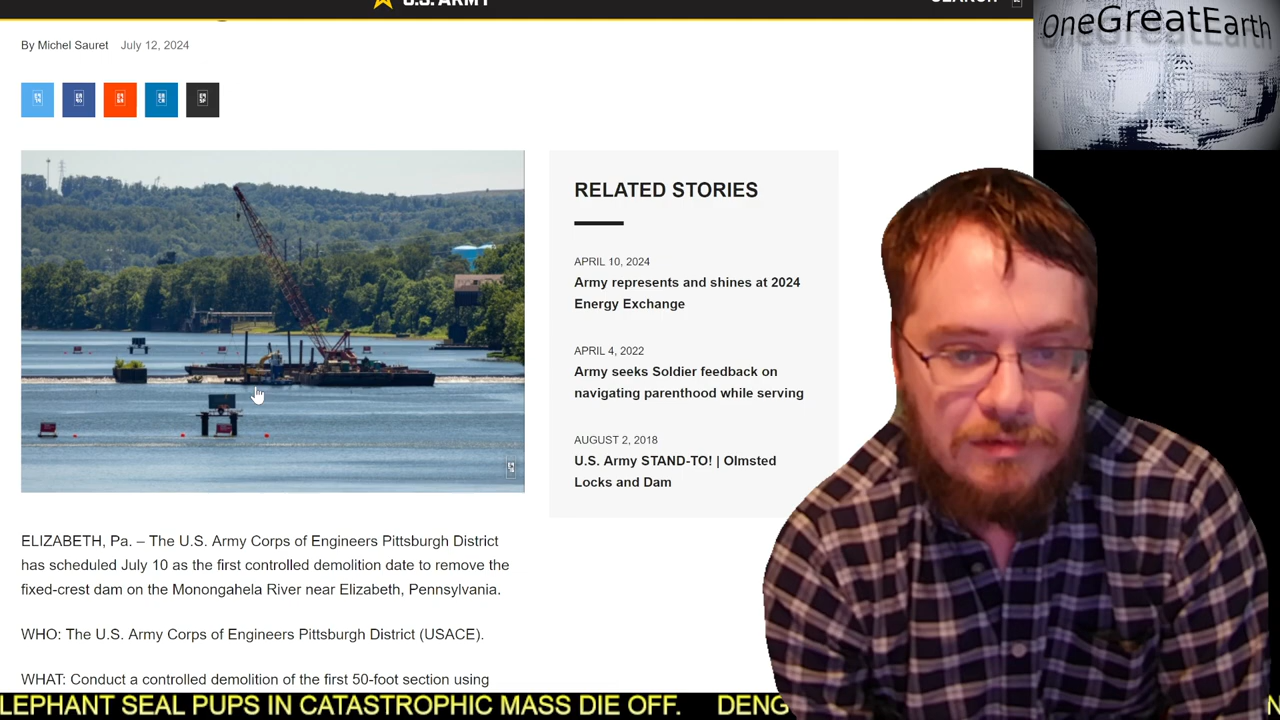 U.S. ARMY
SEARCH
OneGreatEarth
By Michel Sauret July 12, 2024
RELATED STORIES
APRIL 10, 2024
Army represents and shines at 2024
Energy Exchange
APRIL 4, 2022
Army seeks Soldier feedback on
navigating parenthood while serving
AUGUST 2, 2018
U.S. Army STAND-TO! | Olmsted
Locks and Dam
ELIZABETH, Pa. – The U.S. Army Corps of Engineers Pittsburgh District
has scheduled July 10 as the first controlled demolition date to remove the
fixed-crest dam on the Monongahela River near Elizabeth, Pennsylvania.
WHO: The U.S. Army Corps of Engineers Pittsburgh District (USACE).
WHAT: Conduct a controlled demolition of the first 50-foot section using
LEPHANT SEAL PUPS IN CATASTROPHIC MASS DIE OFF. DENG